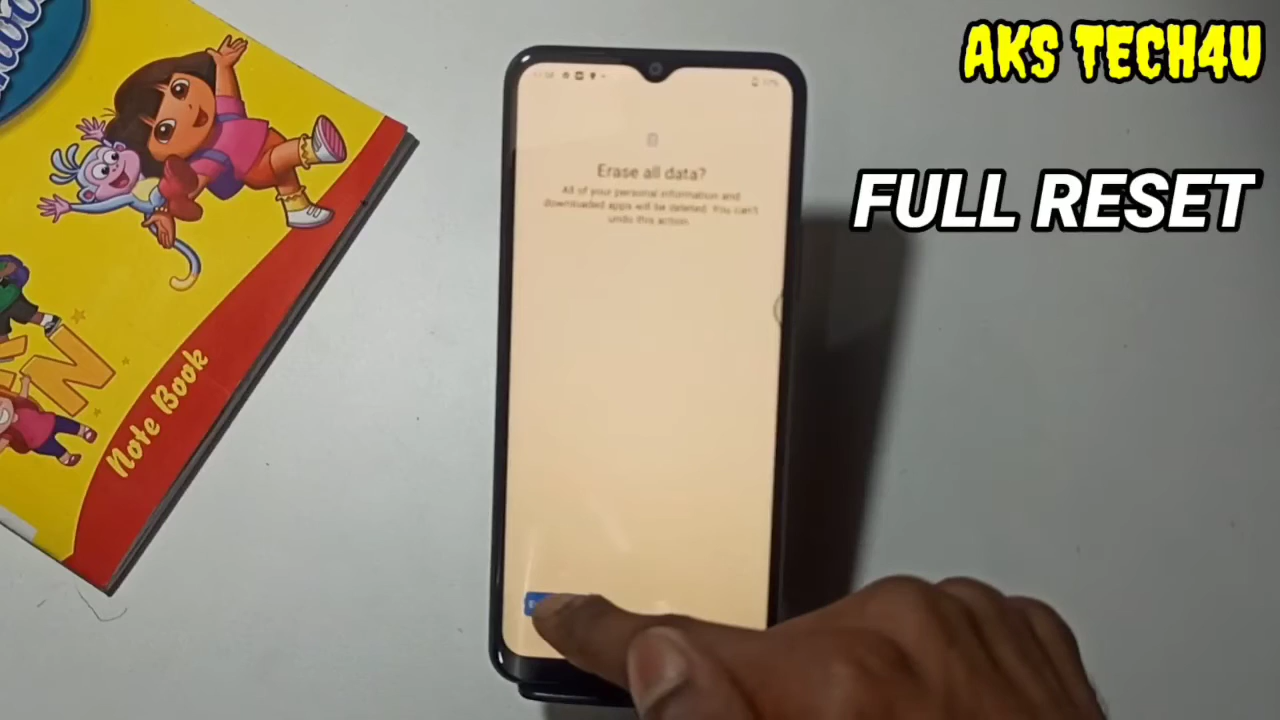 AKS TECH4U
FULL RESET
Erase all data?
All of your personal information and
downloaded apps will be deleted. You can't
undo this action.
Note Book